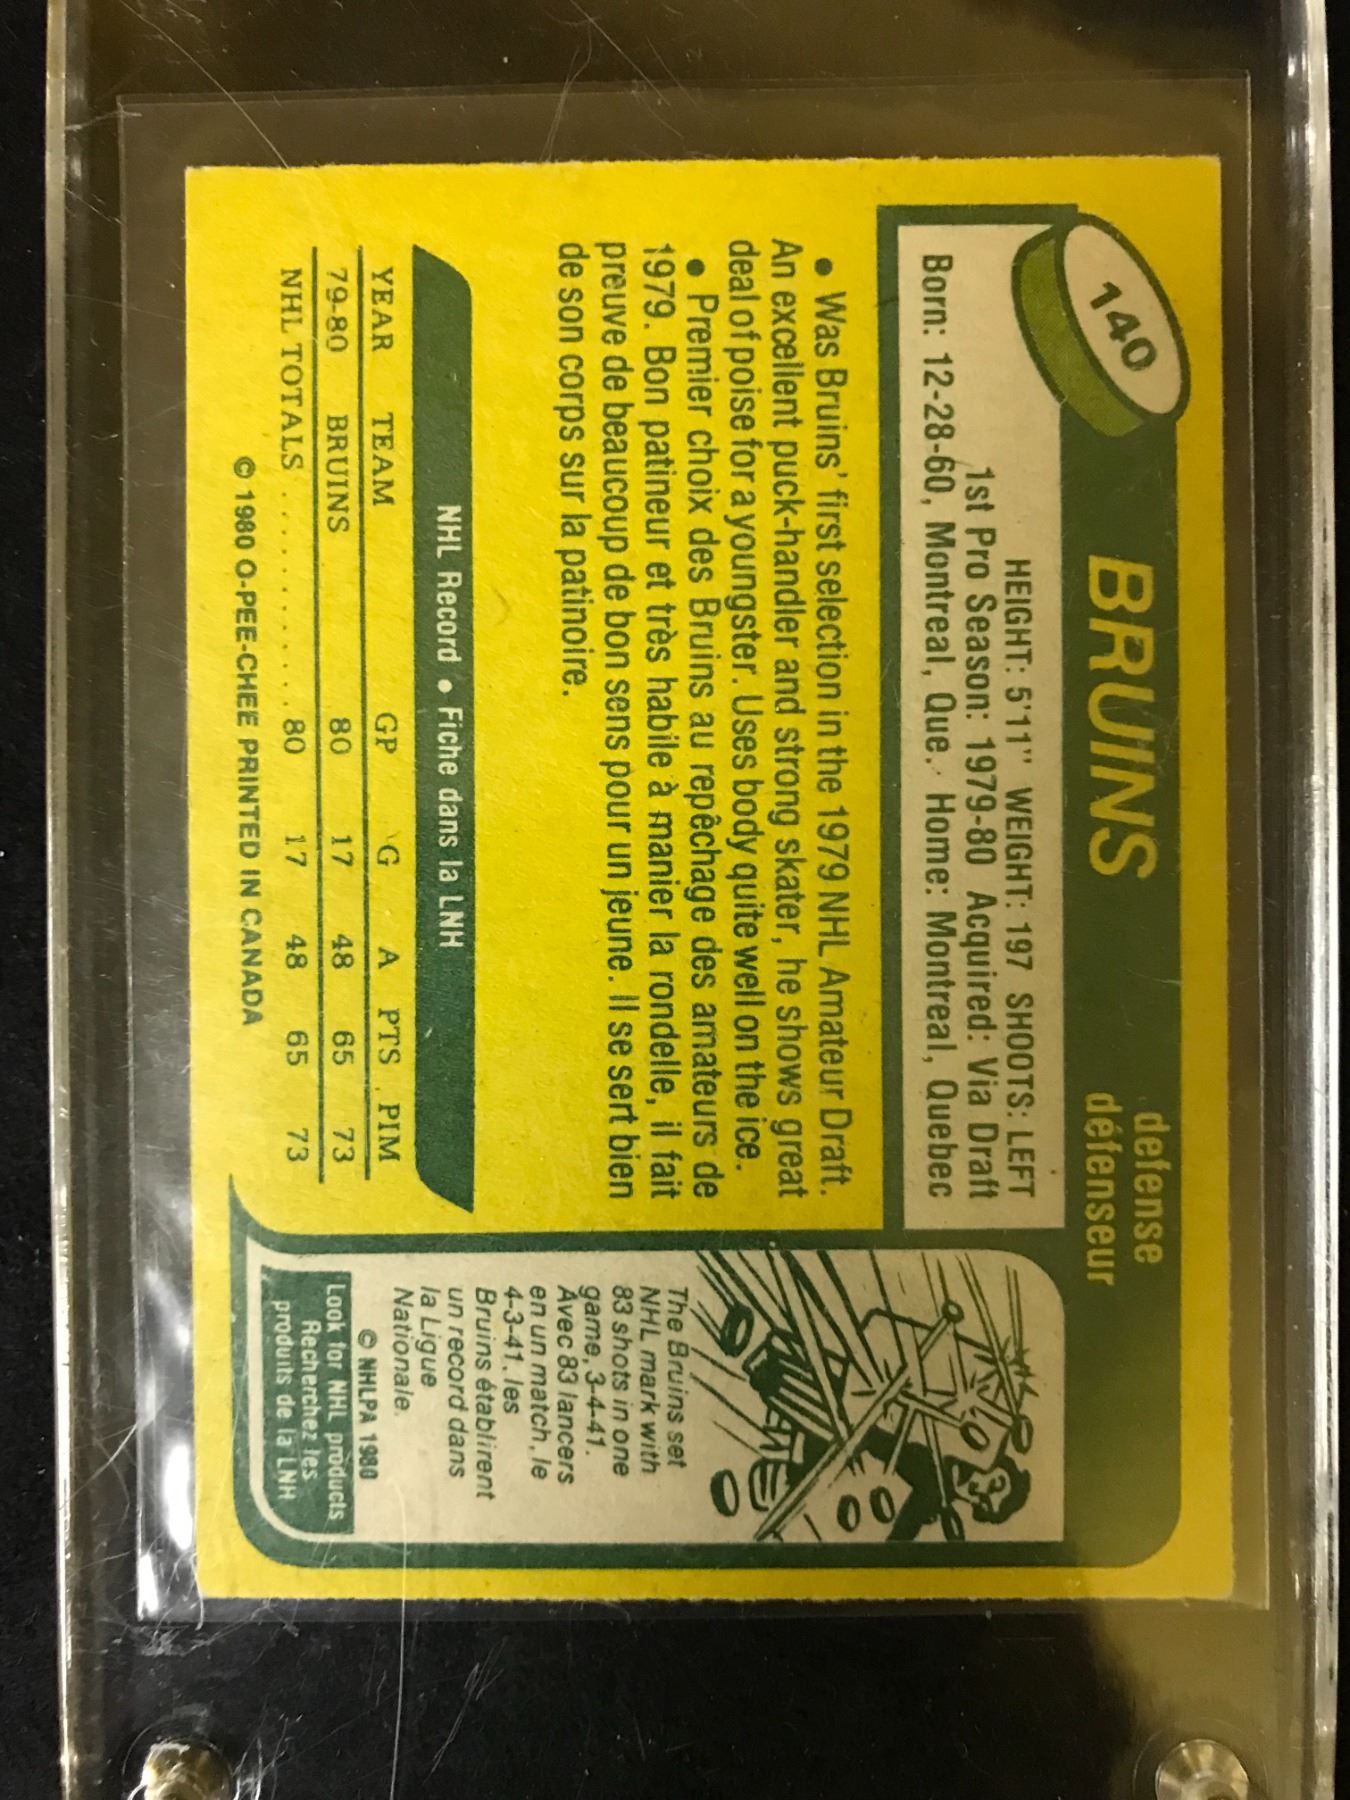 140
BRUINS
defense
défenseur
HEIGHT: 5'11" WEIGHT: 197 SHOOTS: LEFT
1st Pro Season: 1979-80 Acquired: Via Draft
Born: 12-28-60, Montreal, Que. Home: Montreal, Quebec
• Was Bruins' first selection in the 1979 NHL Amateur Draft.
An excellent puck-handler and strong skater, he shows great
deal of poise for a youngster. Uses body quite well on the ice.
• Premier choix des Bruins au repêchage des amateurs de
1979. Bon patineur et très habile à manier la rondelle, il fait
preuve de beaucoup de bon sens pour un jeune. Il se sert bien
de son corps sur la patinoire.
NHL Record • Fiche dans la LNH
YEAR TEAM GP G A PTS PIM
79-80 BRUINS 80 17 48 65 73
NHL TOTALS . . . . . . . . . . . . . 80 17 48 65 73
© 1980 O-PEE-CHEE PRINTED IN CANADA
The Bruins set
NHL mark with
83 shots in one
game, 3-4-41.
Avec 83 lancers
en un match, le
4-3-41, les
Bruins établirent
un record dans
la Ligue
Nationale.
© NHLPA 1980
Look for NHL products
Recherchez les
produits de la LNH